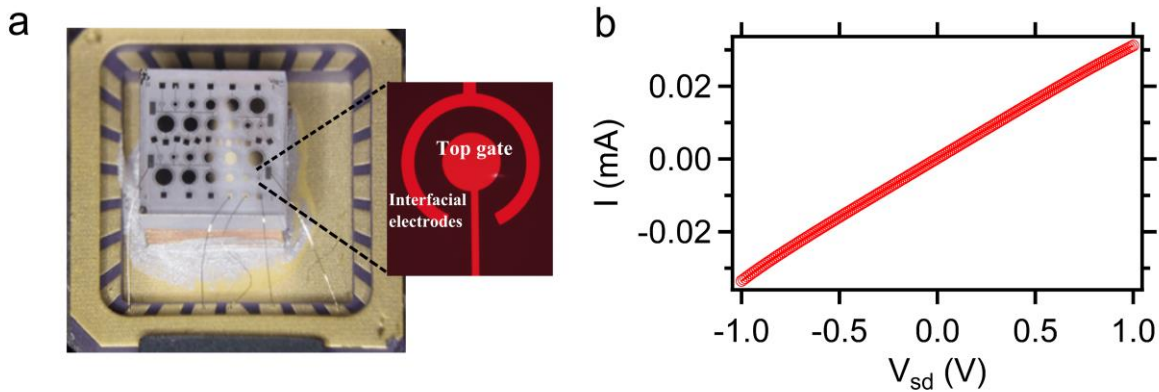 a
Top gate
Interfacial
electrodes
b
I (mA)
0.02
0.00
-0.02
-1.0
-0.5
0.0
0.5
1.0
V_sd (V)